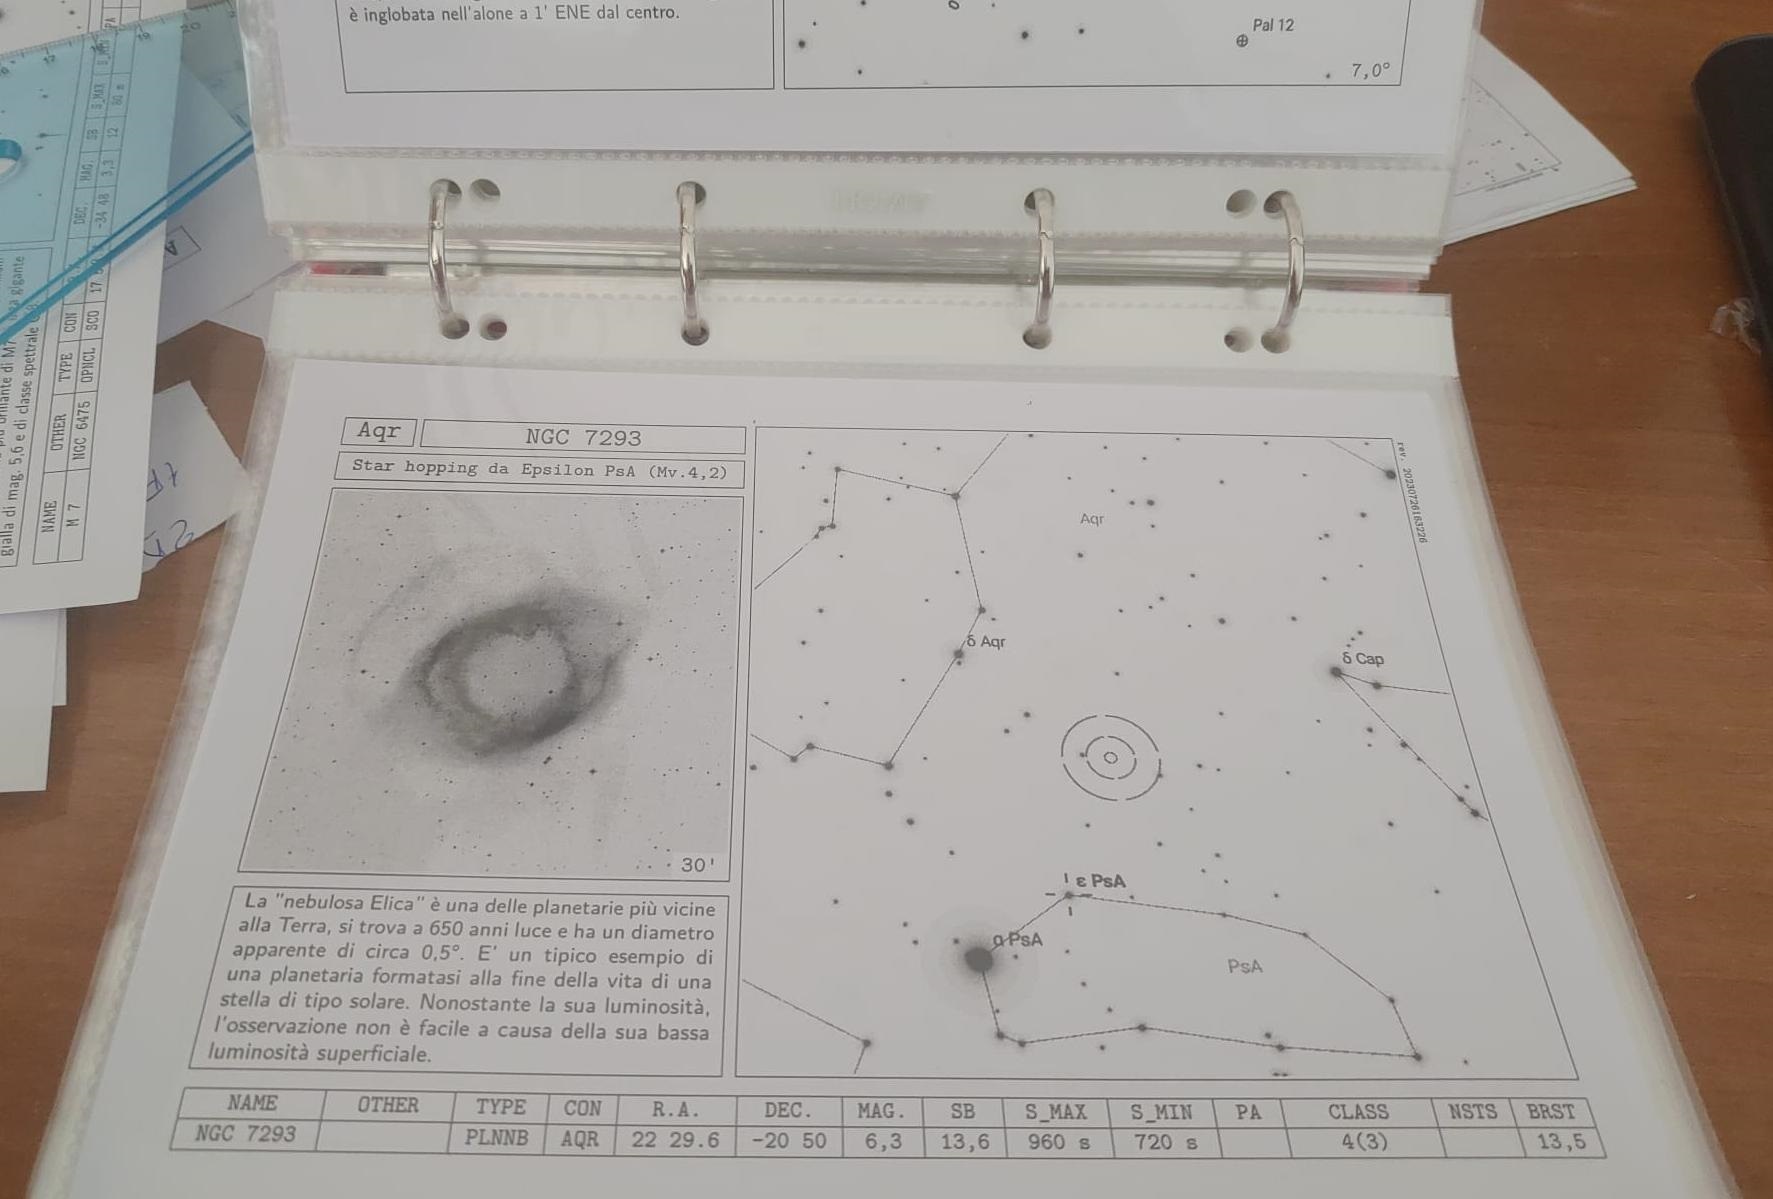 è inglobata nell'alone a 1' ENE dal centro.
Pal 12
7,0°
Aqr
NGC 7293
Star hopping da Epsilon PsA (Mv.4,2)
30'
La "nebulosa Elica" è una delle planetarie più vicine
alla Terra, si trova a 650 anni luce e ha un diametro
apparente di circa 0,5°. E' un tipico esempio di
una planetaria formatasi alla fine della vita di una
stella di tipo solare. Nonostante la sua luminosità,
l'osservazione non è facile a causa della sua bassa
luminosità superficiale.
rev. 20230726163226
Aqr
δ Aqr
δ Cap
ε PsA
α PsA
PsA
NAME OTHER TYPE CON R.A. DEC. MAG. SB S_MAX S_MIN PA CLASS NSTS BRST
NGC 7293 PLNNB AQR 22 29.6 -20 50 6,3 13,6 960 s 720 s 4(3) 13,5
brillante di M7 gigante
gialla di mag. 5,6 e di classe spettrale
NAME OTHER TYPE CON DEC. MAG. SB S_MAX PA
M 7 NGC 6475 OPNCL SCO 17. -34 48 3,3 12 80 m